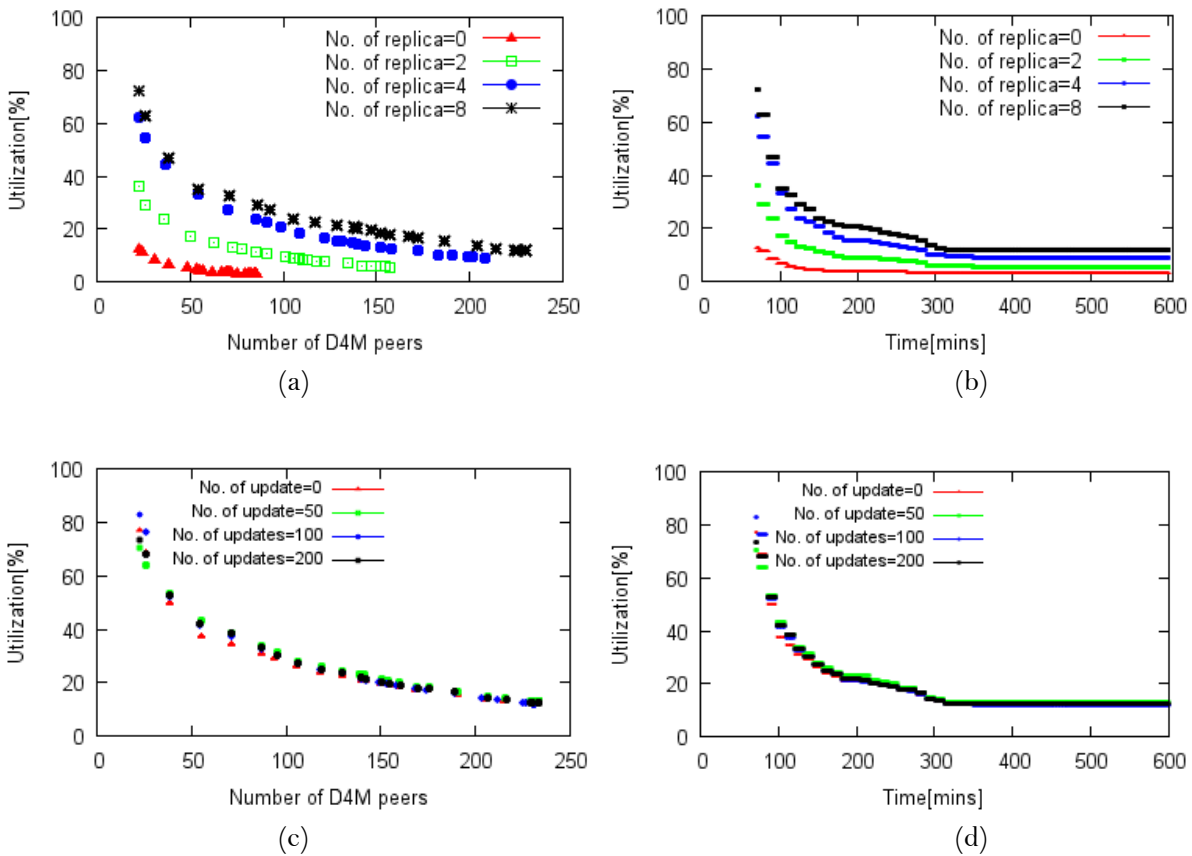 100
80
60
40
20
0
Utilization[%]
No. of replica=0
No. of replica=2
No. of replica=4
No. of replica=8
0 50 100 150 200 250
Number of D4M peers
(a)
100
80
60
40
20
0
Utilization[%]
No. of replica=0
No. of replica=2
No. of replica=4
No. of replica=8
0 100 200 300 400 500 600
Time[mins]
(b)
100
80
60
40
20
0
Utilization[%]
No. of update=0
No. of update=50
No. of updates=100
No. of updates=200
0 50 100 150 200 250
Number of D4M peers
(c)
100
80
60
40
20
0
Utilization[%]
No. of update=0
No. of update=50
No. of updates=100
No. of updates=200
0 100 200 300 400 500 600
Time[mins]
(d)